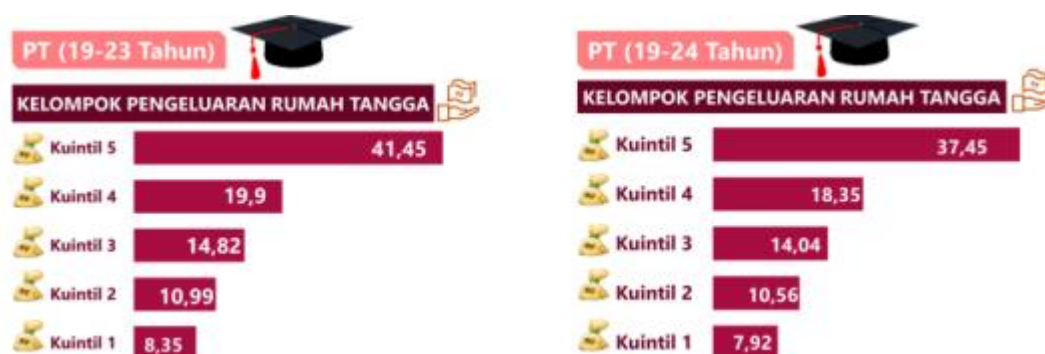 PT (19-23 Tahun)
KELOMPOK PENGELUARAN RUMAH TANGGA
Kuintil 5 41,45
Kuintil 4 19,9
Kuintil 3 14,82
Kuintil 2 10,99
Kuintil 1 8,35
PT (19-24 Tahun)
KELOMPOK PENGELUARAN RUMAH TANGGA
Kuintil 5 37,45
Kuintil 4 18,35
Kuintil 3 14,04
Kuintil 2 10,56
Kuintil 1 7,92